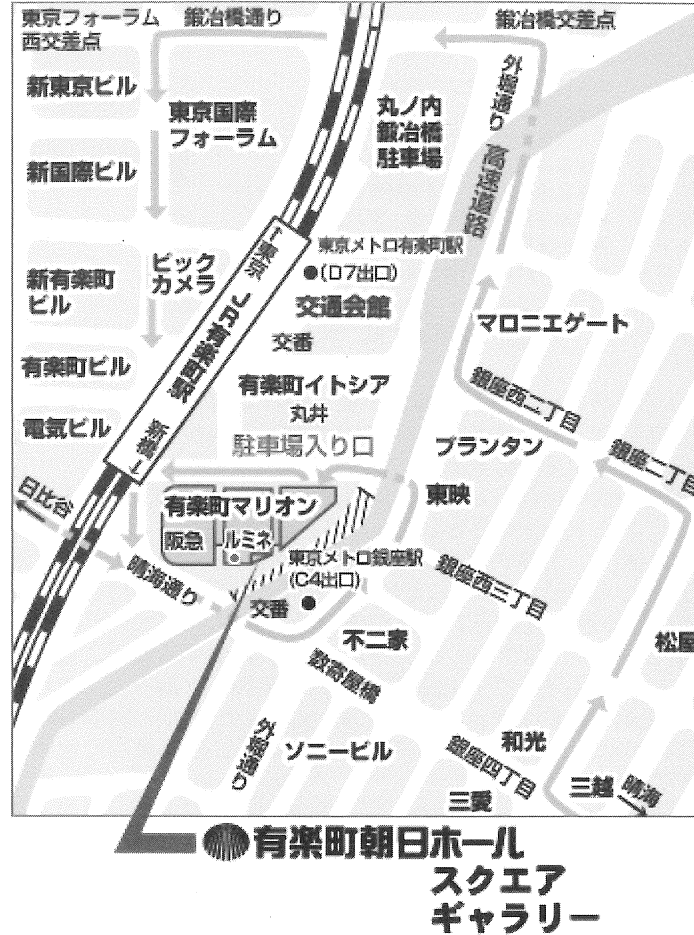 東京フォーラム
西交差点
鍛冶橋通り
鍛冶橋交差点
新東京ビル
東京国際
フォーラム
丸ノ内
鍛冶橋
駐車場
外堀通り
高速道路
新国際ビル
東京メトロ有楽町駅
(D7出口)
↑東京 JR有楽町駅 新橋↓
ビック
カメラ
新有楽町
ビル
交通会館
マロニエゲート
交番
有楽町ビル
有楽町イトシア
丸井
銀座西二丁目
電気ビル
駐車場入り口
プランタン
銀座二丁目
日比谷
有楽町マリオン
東映
阪急
ルミネ
東京メトロ銀座駅
(C4出口)
銀座西三丁目
晴海通り
交番
不二家
松屋
数寄屋橋
外堀通り
ソニービル
和光
銀座四丁目
三愛
三越
晴海
有楽町朝日ホール
スクエア
ギャラリー